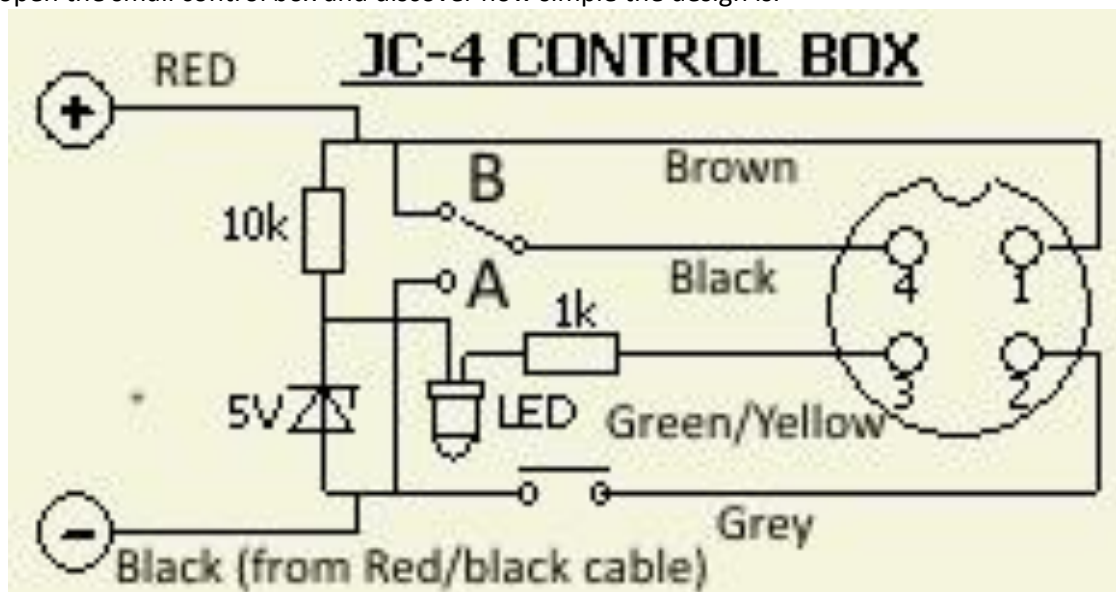 open the small control box and discover how simple the design is.
JC-4 CONTROL BOX
RED
+
Brown
B
10k
4
1
A
Black
1k
3
2
5V
LED
Green/Yellow
-
Grey
Black (from Red/black cable)